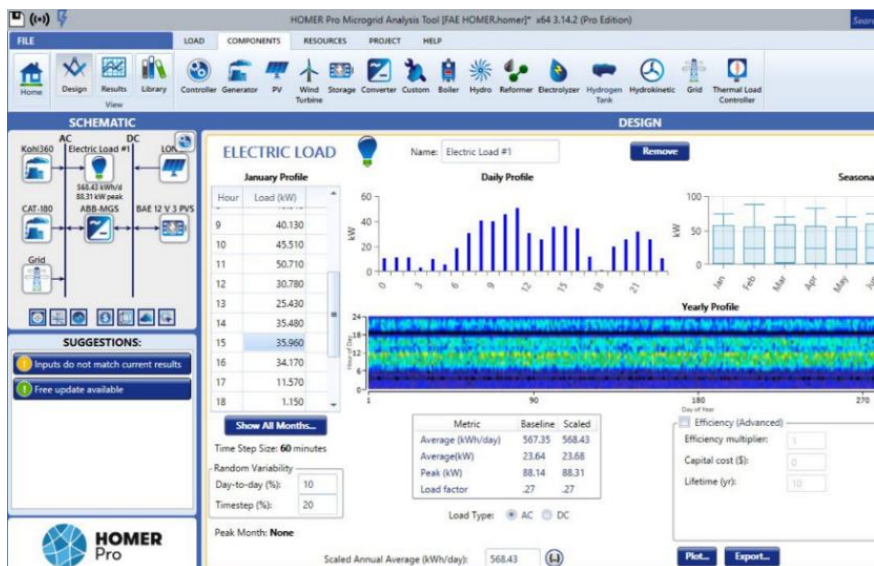 HOMER Pro Microgrid Analysis Tool [FAE HOMER.homer]* x64 3.14.2 (Pro Edition)
FILE
LOAD COMPONENTS RESOURCES PROJECT HELP
Home Design Results Library Controller Generator PV Wind Turbine Storage Converter Custom Boiler Hydro Reformer Electrolyzer Hydrogen Tank Hydrokinetic Grid Thermal Load Controller
View
SCHEMATIC
AC DC
Kohl360 Electric Load #1
568.43 kWh/d
88.31 kW peak
CAT-180 ABB-MGS BAE 12 V 3 PVS
Grid
SUGGESTIONS:
Inputs do not match current results
Free update available
HOMER
Pro
DESIGN
ELECTRIC LOAD
Name: Electric Load #1 Remove
January Profile
Hour Load (kW)
9 40.130
10 45.510
11 50.710
12 30.780
13 25.430
14 35.480
15 35.960
16 34.170
17 11.570
18 1.150
Show All Months...
Time Step Size: 60 minutes
Random Variability
Day-to-day (%): 10
Timestep (%): 20
Peak Month: None
Daily Profile
kW
60
40
20
0
0 3 6 9 12 15 18 21
kW
100
50
0
Jan Feb Mar Apr May
Yearly Profile
Hour of Day
24
18
12
6
0
1 90 180 270
Day of Year
Metric Baseline Scaled
Average (kWh/day) 567.35 568.43
Average(kW) 23.64 23.68
Peak (kW) 88.14 88.31
Load factor .27 .27
Load Type: AC DC
Efficiency (Advanced)
Efficiency multiplier: 1
Capital cost ($): 0
Lifetime (yr): 10
Scaled Annual Average (kWh/day): 568.43
Plot... Export...